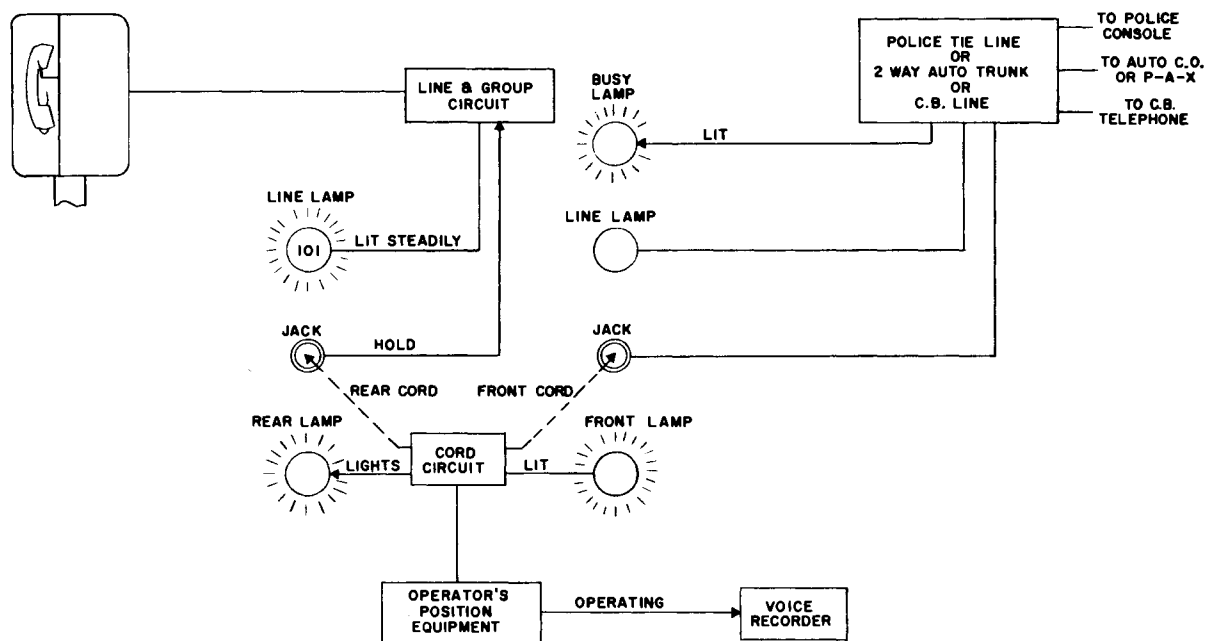 TO POLICE
CONSOLE
POLICE TIE LINE
OR
2 WAY AUTO TRUNK
OR
C.B. LINE
TO AUTO C.O.
OR P-A-X
TO C.B.
TELEPHONE
LINE & GROUP
CIRCUIT
BUSY
LAMP
LIT
LINE LAMP
101
LIT STEADILY
LINE LAMP
JACK
HOLD
JACK
REAR CORD
FRONT CORD
REAR LAMP
LIGHTS
CORD
CIRCUIT
LIT
FRONT LAMP
OPERATOR'S
POSITION
EQUIPMENT
OPERATING
VOICE
RECORDER